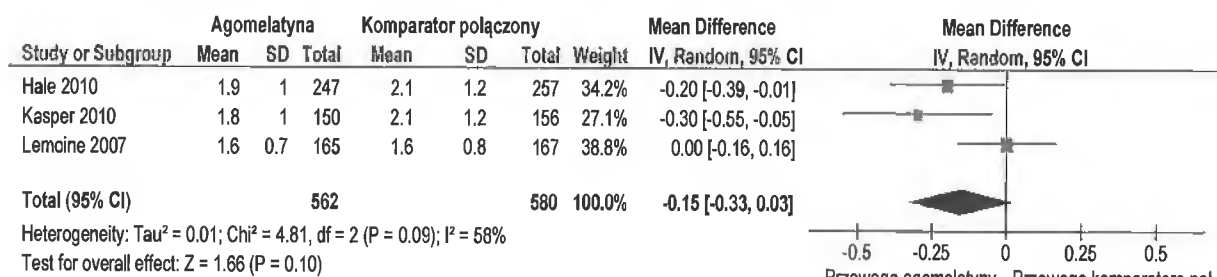 Agomelatyna Komparator połączony Mean Difference Mean Difference
Study or Subgroup Mean SD Total Mean SD Total Weight IV, Random, 95% CI IV, Random, 95% CI
Hale 2010 1.9 1 247 2.1 1.2 257 34.2% -0.20 [-0.39, -0.01]
Kasper 2010 1.8 1 150 2.1 1.2 156 27.1% -0.30 [-0.55, -0.05]
Lemoine 2007 1.6 0.7 165 1.6 0.8 167 38.8% 0.00 [-0.16, 0.16]
Total (95% CI) 562 580 100.0% -0.15 [-0.33, 0.03]
Heterogeneity: Tau² = 0.01; Chi² = 4.81, df = 2 (P = 0.09); I² = 58%
-0.5 -0.25 0 0.25 0.5
Test for overall effect: Z = 1.66 (P = 0.10)